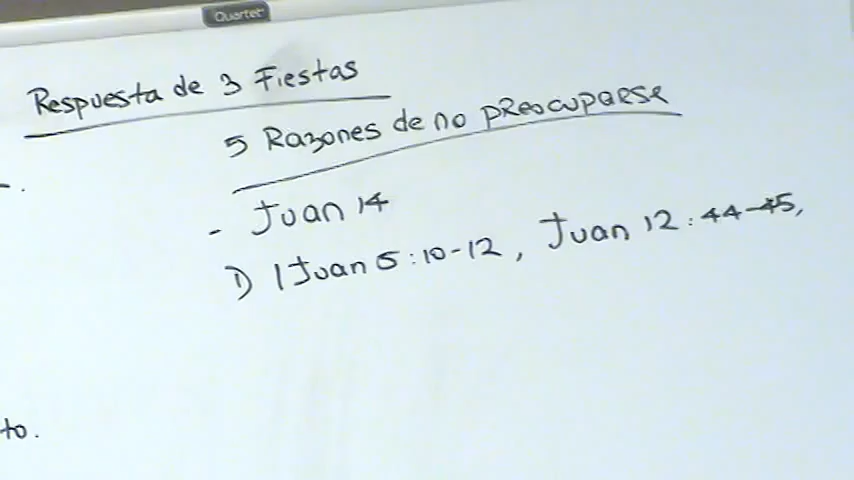 Quartet
Respuesta de 3 Fiestas
5 Razones de no preocuparse
- Juan 14
1) 1 Juan 5:10-12, Juan 12:44-45,
to.